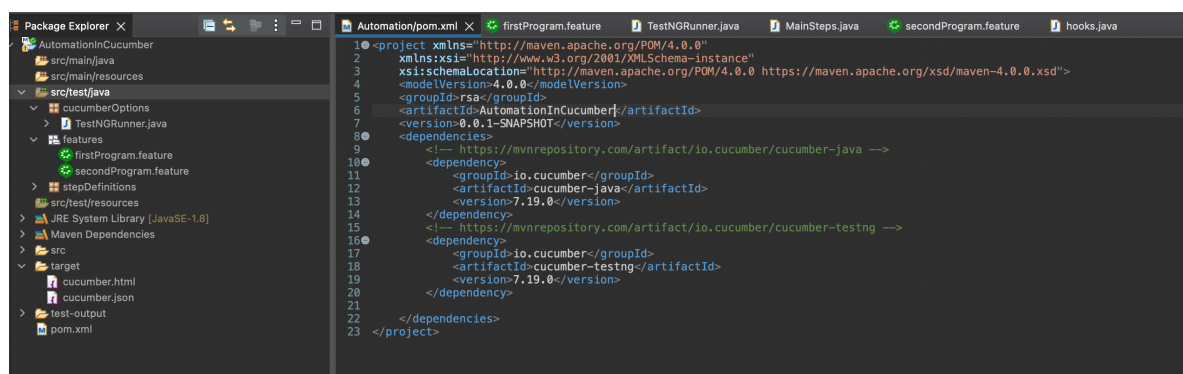 Package Explorer
AutomationInCucumber
src/main/java
src/main/resources
src/test/java
cucumberOptions
TestNGRunner.java
features
firstProgram.feature
secondProgram.feature
stepDefinitions
src/test/resources
JRE System Library [JavaSE-1.8]
Maven Dependencies
src
target
cucumber.html
cucumber.json
test-output
pom.xml
Automation/pom.xml firstProgram.feature TestNGRunner.java MainSteps.java secondProgram.feature hooks.java
1 <project xmlns="http://maven.apache.org/POM/4.0.0"
2 xmlns:xsi="http://www.w3.org/2001/XMLSchema-instance"
3 xsi:schemaLocation="http://maven.apache.org/POM/4.0.0 https://maven.apache.org/xsd/maven-4.0.0.xsd">
4 <modelVersion>4.0.0</modelVersion>
5 <groupId>rsa</groupId>
6 <artifactId>AutomationInCucumber</artifactId>
7 <version>0.0.1-SNAPSHOT</version>
8 <dependencies>
9 <!-- https://mvnrepository.com/artifact/io.cucumber/cucumber-java -->
10 <dependency>
11 <groupId>io.cucumber</groupId>
12 <artifactId>cucumber-java</artifactId>
13 <version>7.19.0</version>
14 </dependency>
15 <!-- https://mvnrepository.com/artifact/io.cucumber/cucumber-testng -->
16 <dependency>
17 <groupId>io.cucumber</groupId>
18 <artifactId>cucumber-testng</artifactId>
19 <version>7.19.0</version>
20 </dependency>
21
22 </dependencies>
23 </project>